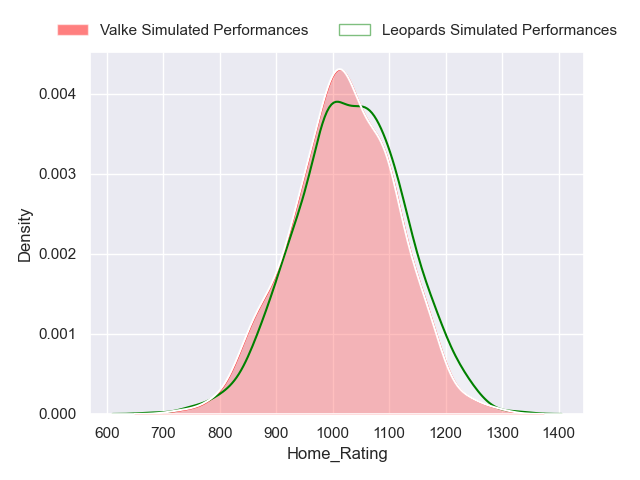 Valke Simulated Performances
Leopards Simulated Performances
0.004
0.003
0.002
0.001
0.000
Density
600 700 800 900 1000 1100 1200 1300 1400
Home_Rating